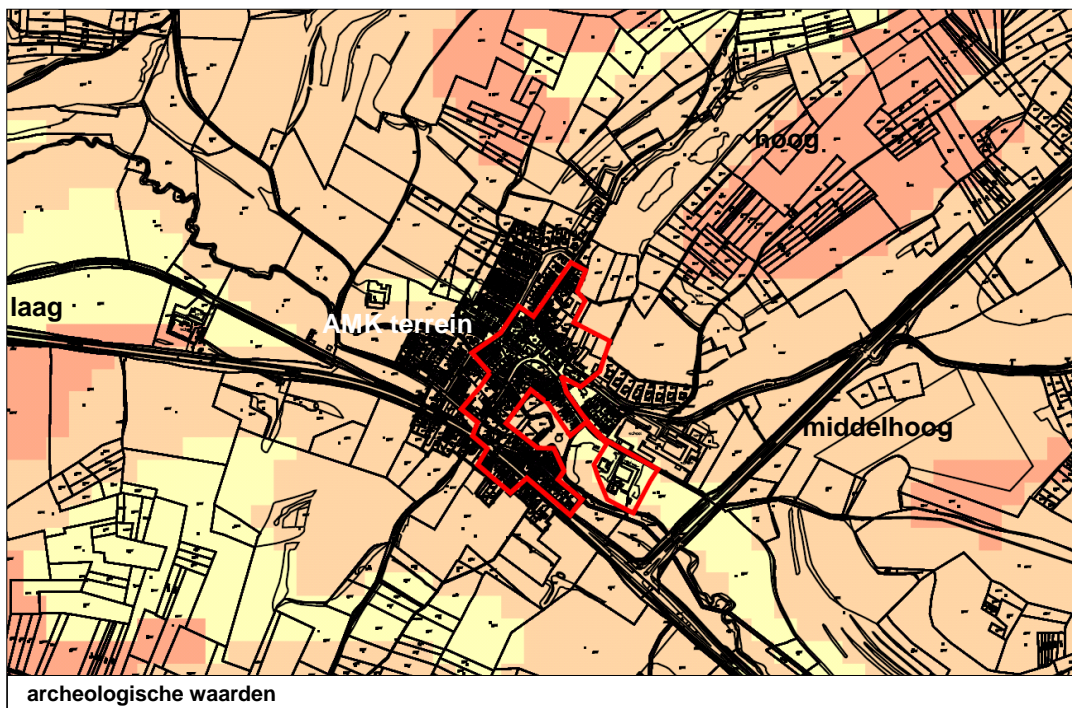 hoog
laag
AMK terrein
middelhoog
archeologische waarden